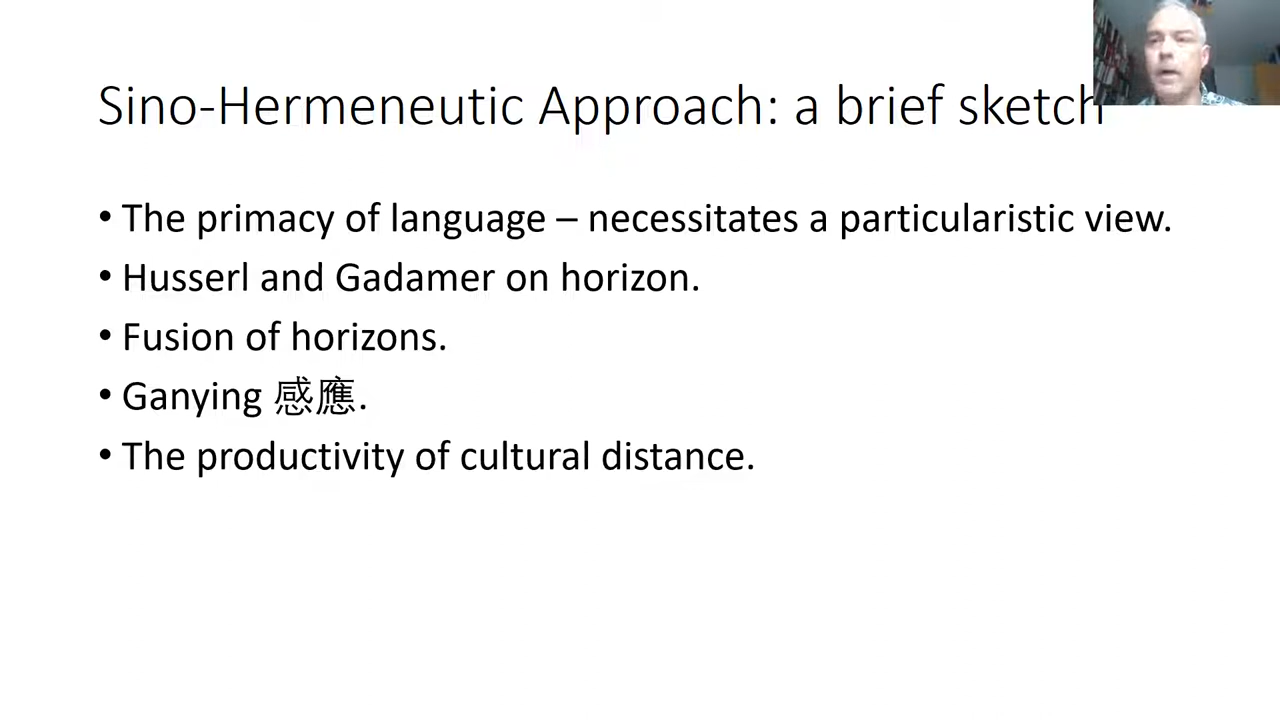 Sino-Hermeneutic Approach: a brief sketch
• The primacy of language – necessitates a particularistic view.
• Husserl and Gadamer on horizon.
• Fusion of horizons.
• Ganying 感應.
• The productivity of cultural distance.